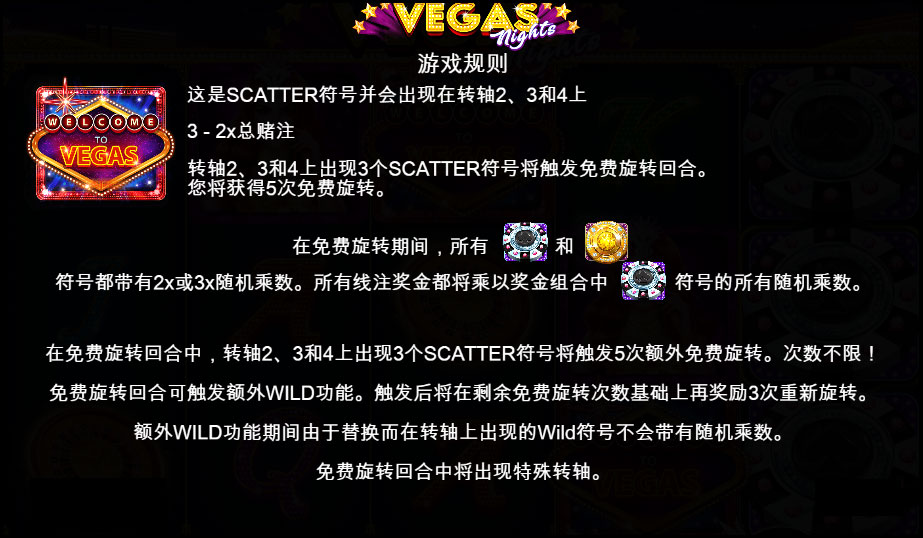 VEGAS
Nights
游戏规则
WELCOME
TO
VEGAS
这是SCATTER符号并会出现在转轴2、3和4上
3 - 2x总赌注
转轴2、3和4上出现3个SCATTER符号将触发免费旋转回合。
您将获得5次免费旋转。
在免费旋转期间，所有 和
符号都带有2x或3x随机乘数。所有线注奖金都将乘以奖金组合中 符号的所有随机乘数。
在免费旋转回合中，转轴2、3和4上出现3个SCATTER符号将触发5次额外免费旋转。次数不限！
免费旋转回合可触发额外WILD功能。触发后将在剩余免费旋转次数基础上再奖励3次重新旋转。
额外WILD功能期间由于替换而在转轴上出现的Wild符号不会带有随机乘数。
免费旋转回合中将出现特殊转轴。